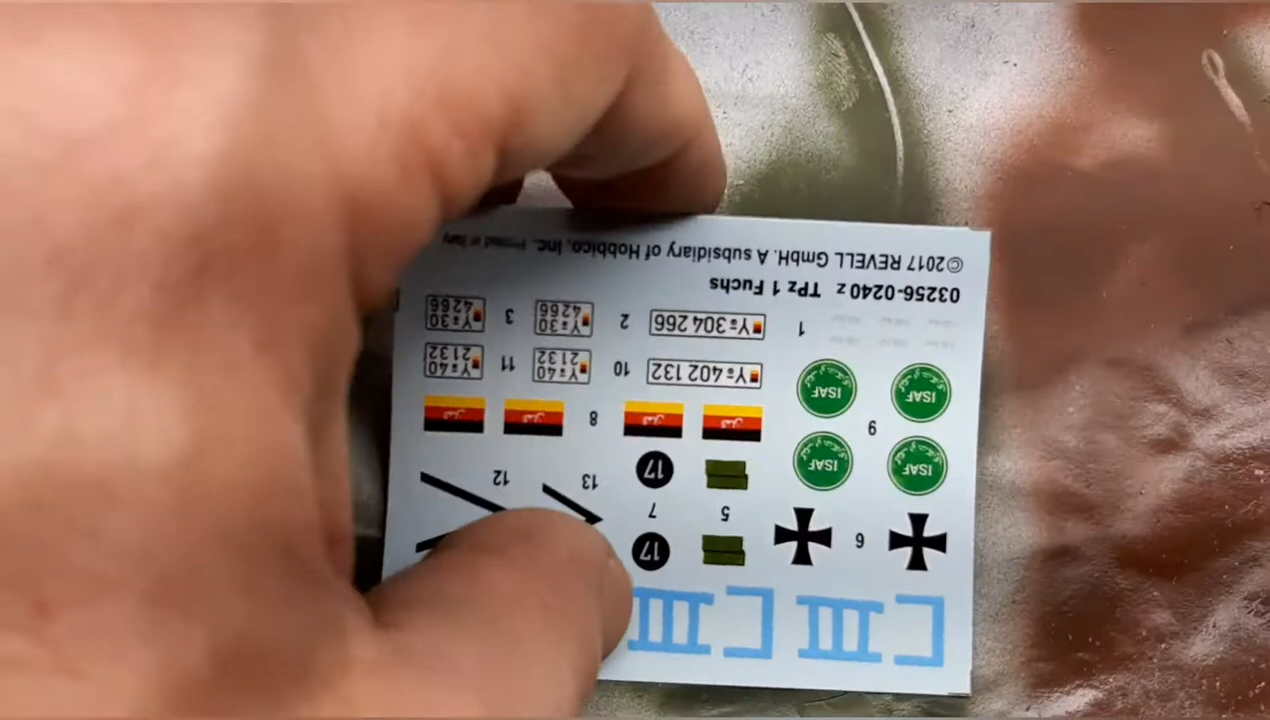 17
9
7
5
13
12
ISAF
ISAF
17
6
8
ISAF
ISAF
Y-402 132
10
Y-40
2132
11
Y-40
2132
1
Y-304 266
2
Y-30
4266
3
Y-30
4266
03256-0240 z TPz 1 Fuchs
©2017 REVELL GmbH. A subsidiary of Hobbico, Inc. Printed in Italy